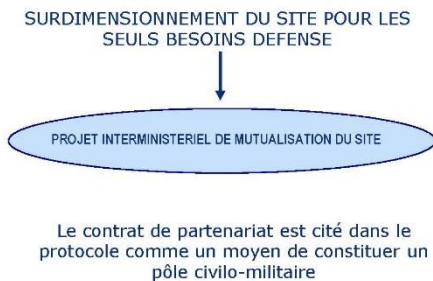 SURDIMENSIONNEMENT DU SITE POUR LES
SEULS BESOINS DEFENSE
PROJET INTERMINISTERIEL DE MUTUALISATION DU SITE
Le contrat de partenariat est cité dans le
protocole comme un moyen de constituer un
pôle civilo-militaire